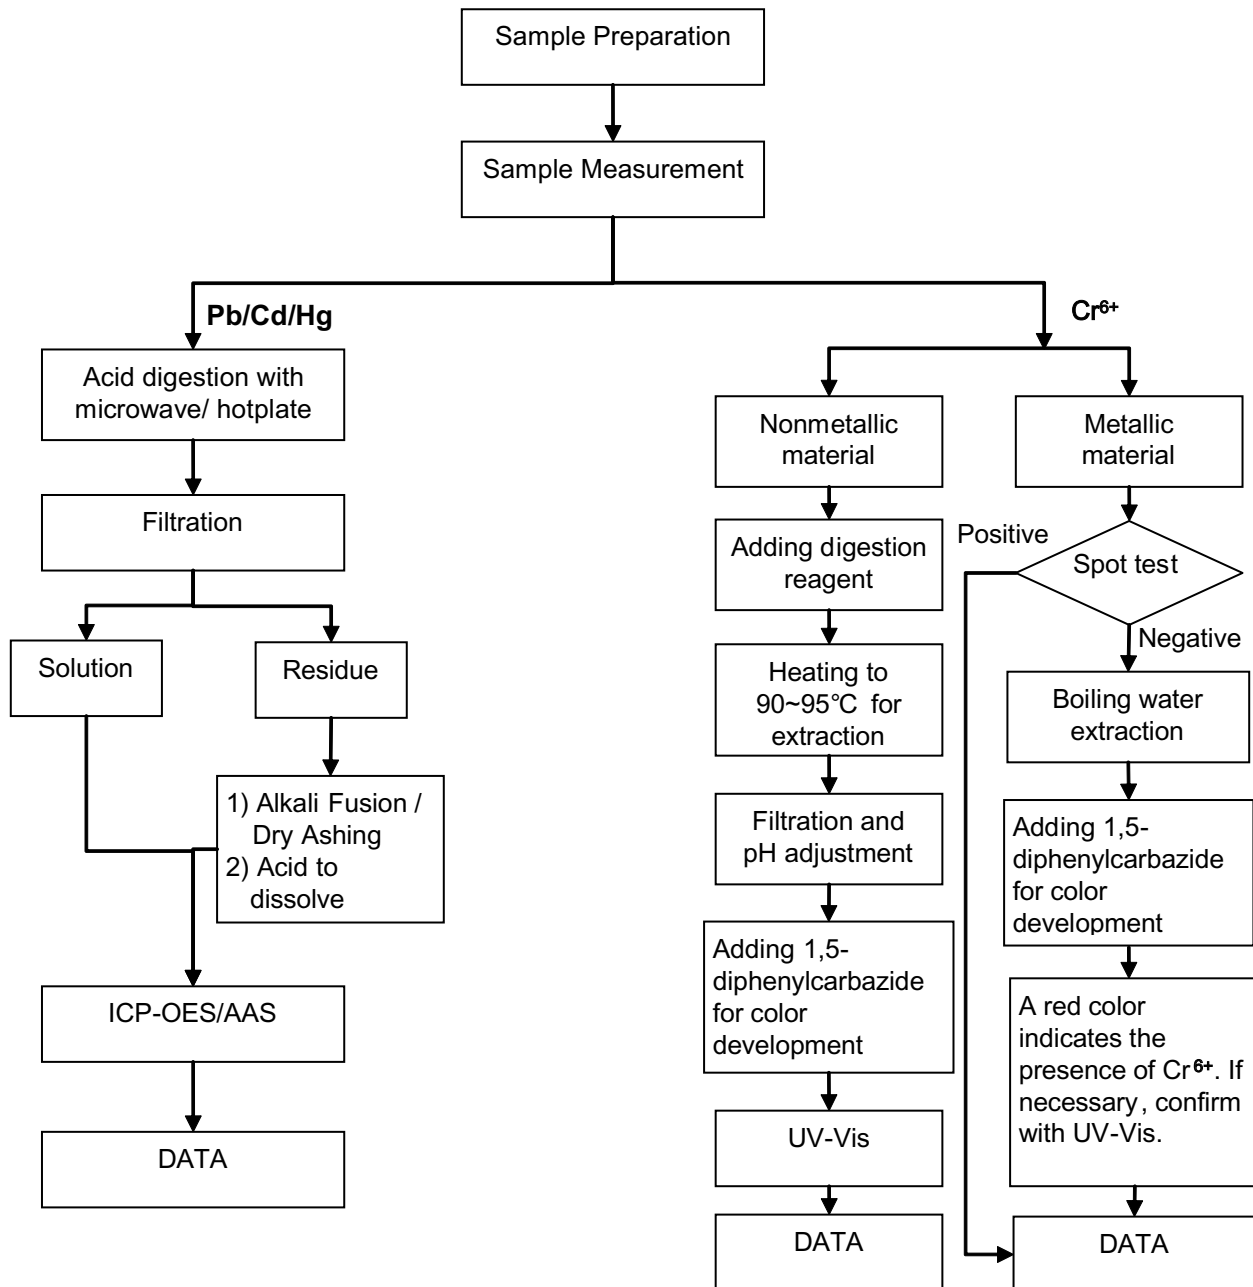 Sample Preparation
Sample Measurement
Pb/Cd/Hg
Acid digestion with
microwave/ hotplate
Filtration
Solution
Residue
1) Alkali Fusion /
Dry Ashing
2) Acid to
dissolve
ICP-OES/AAS
DATA
Cr⁶⁺
Nonmetallic
material
Adding digestion
reagent
Heating to
90~95℃ for
extraction
Filtration and
pH adjustment
Adding 1,5-
diphenylcarbazide
for color
development
UV-Vis
DATA
Metallic
material
Positive
Spot test
Negative
Boiling water
extraction
Adding 1,5-
diphenylcarbazide
for color
development
A red color
indicates the
presence of Cr⁶⁺. If
necessary, confirm
with UV-Vis.
DATA